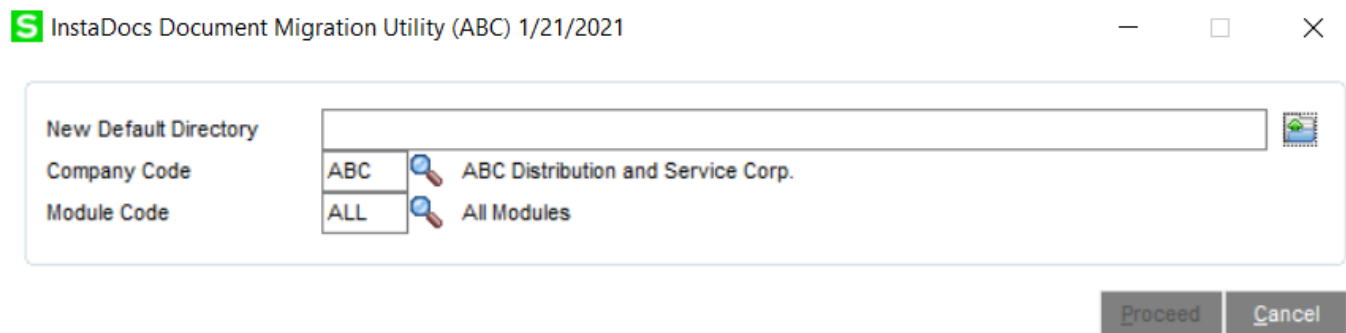 S InstaDocs Document Migration Utility (ABC) 1/21/2021
New Default Directory
Company Code ABC ABC Distribution and Service Corp.
Module Code ALL All Modules
Proceed Cancel